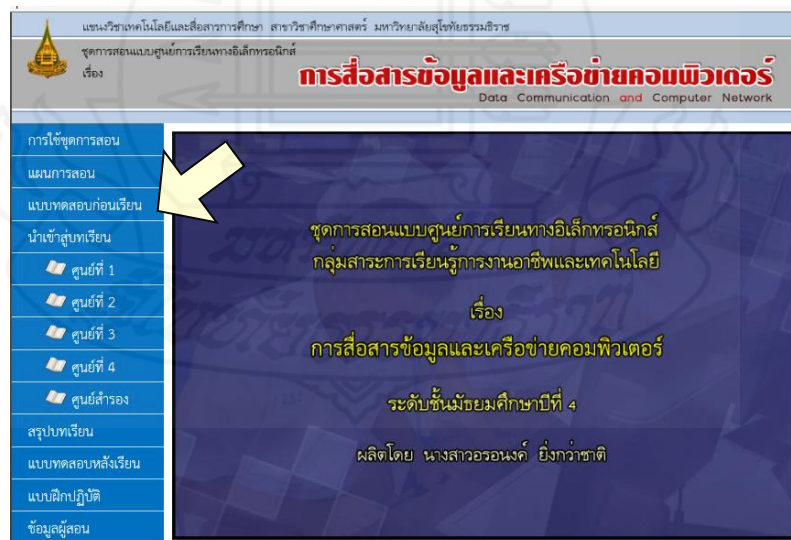 แขนงวิชาเทคโนโลยีและสื่อสารการศึกษา สาขาวิชาศึกษาศาสตร์ มหาวิทยาลัยสุโขทัยธรรมธิราช
ชุดการสอนแบบศูนย์การเรียนทางอิเล็กทรอนิกส์
เรื่อง
การสื่อสารข้อมูลและเครือข่ายคอมพิวเตอร์
Data Communication and Computer Network
การใช้ชุดการสอน
แผนการสอน
แบบทดสอบก่อนเรียน
นำเข้าสู่บทเรียน
ศูนย์ที่ 1
ศูนย์ที่ 2
ศูนย์ที่ 3
ศูนย์ที่ 4
ศูนย์สำรอง
สรุปบทเรียน
แบบทดสอบหลังเรียน
แบบฝึกปฏิบัติ
ข้อมูลผู้สอน
ชุดการสอนแบบศูนย์การเรียนทางอิเล็กทรอนิกส์
กลุ่มสาระการเรียนรู้การงานอาชีพและเทคโนโลยี
เรื่อง
การสื่อสารข้อมูลและเครือข่ายคอมพิวเตอร์
ระดับชั้นมัธยมศึกษาปีที่ 4
ผลิตโดย นางสาวอรอนงค์ ยิ่งกว่าชาติ